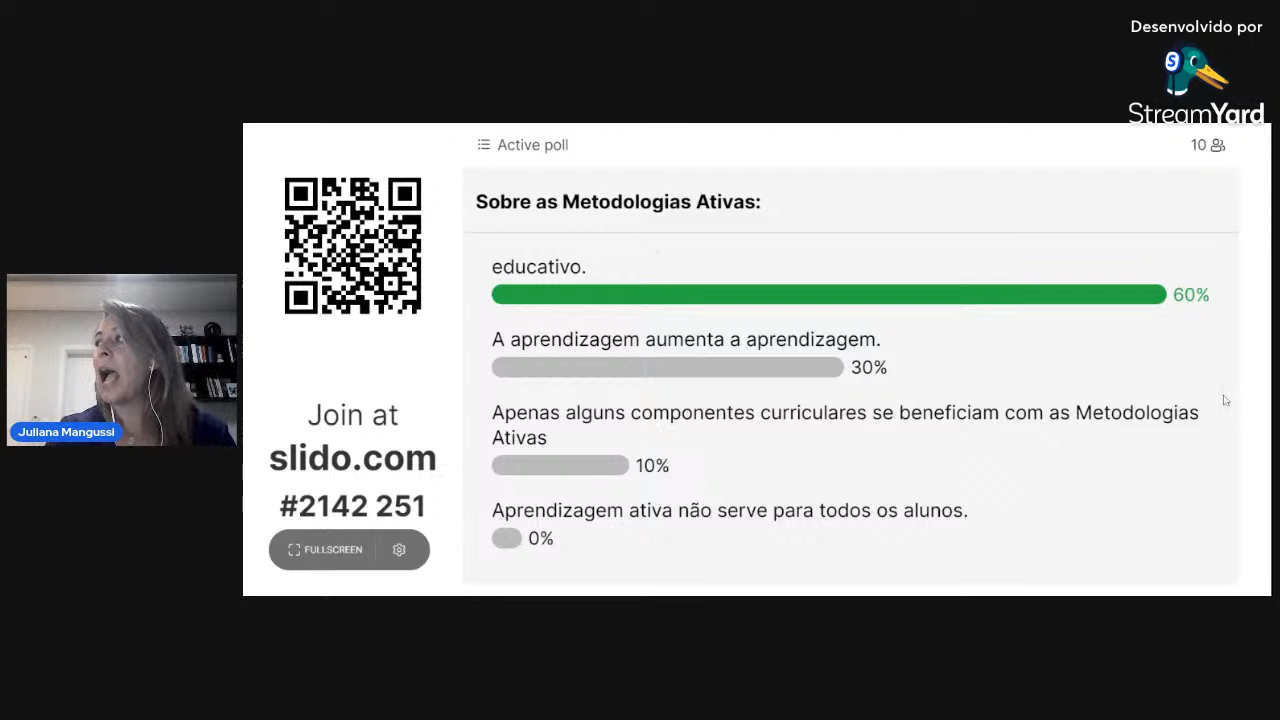 Desenvolvido por
StreamYard
Active poll
10
Sobre as Metodologias Ativas:
educativo.
60%
A aprendizagem aumenta a aprendizagem.
30%
Apenas alguns componentes curriculares se beneficiam com as Metodologias
Ativas
10%
Aprendizagem ativa não serve para todos os alunos.
0%
Join at
slido.com
#2142 251
FULLSCREEN
Juliana Mangussi